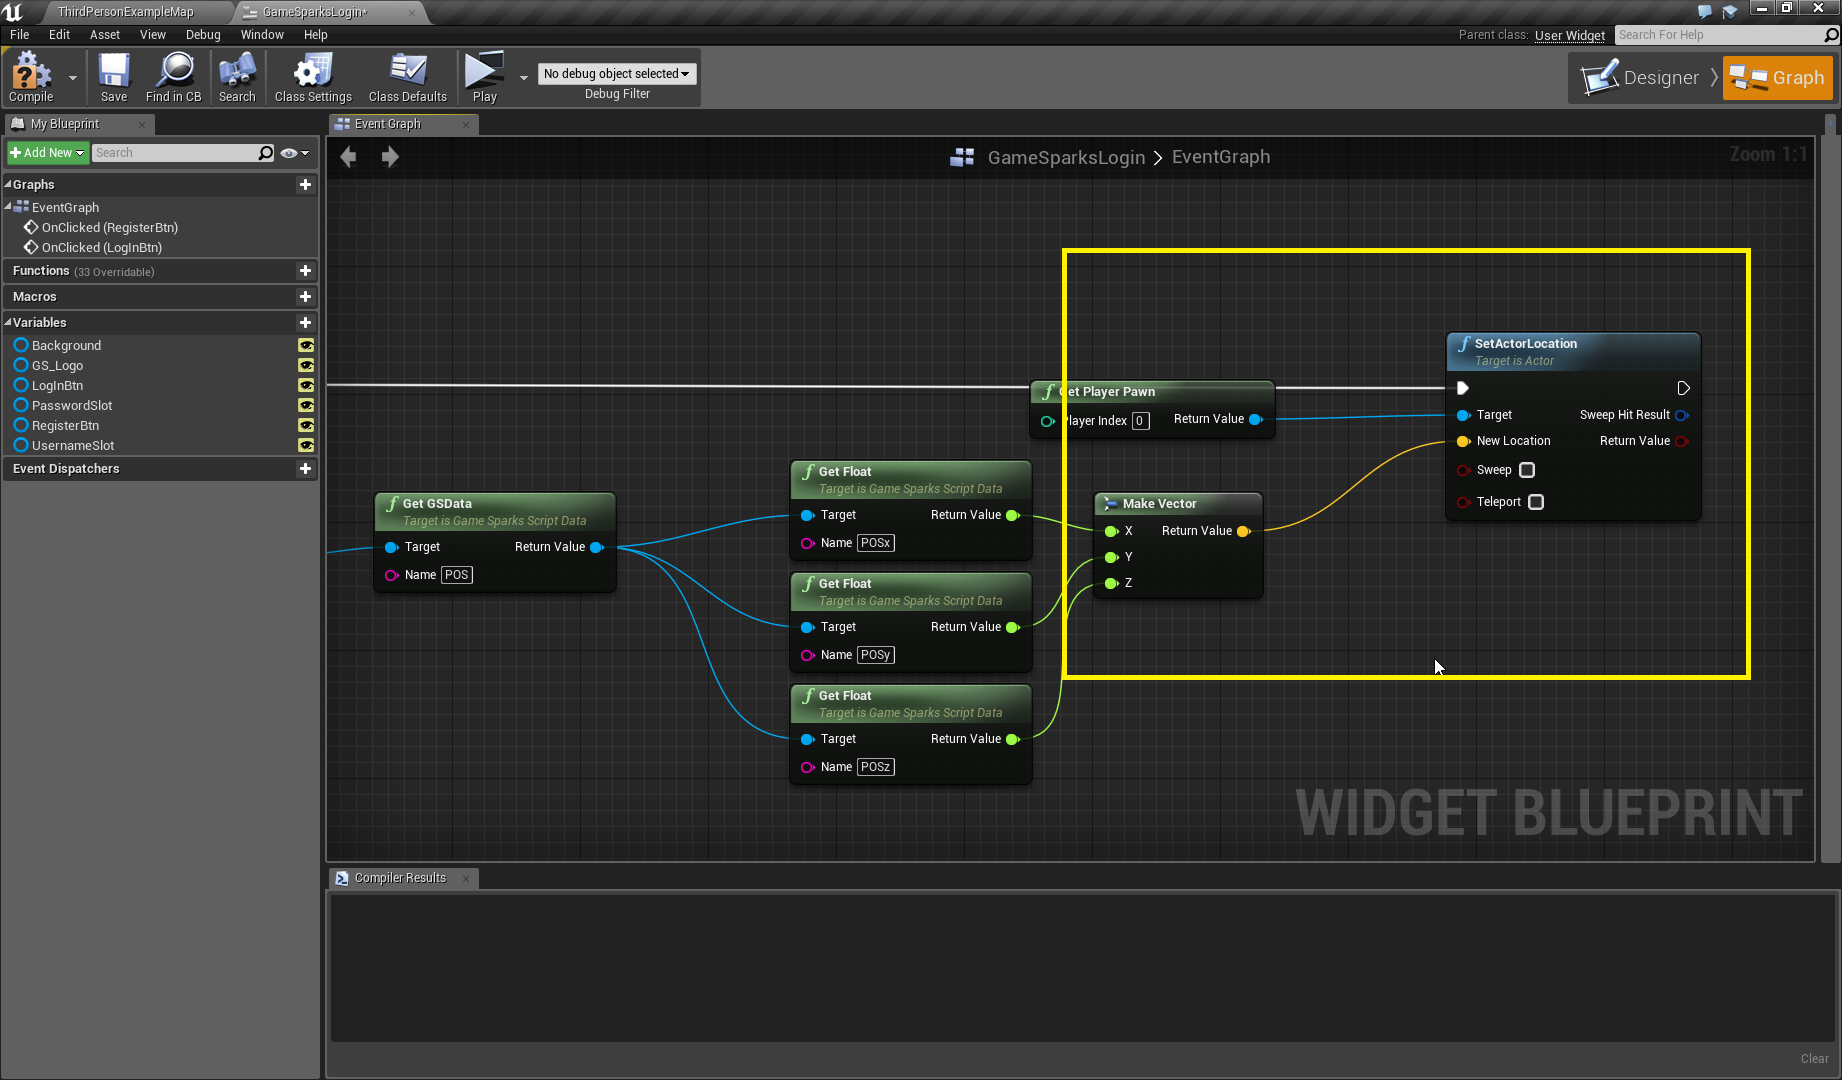 ThirdPersonExampleMap
GameSparksLogin*
File Edit Asset View Debug Window Help
Parent class: User Widget Search For Help
Compile Save Find in CB Search Class Settings Class Defaults Play
No debug object selected
Debug Filter
Designer Graph
My Blueprint
Event Graph
Add New Search
GameSparksLogin > EventGraph
Zoom 1:1
Graphs
EventGraph
OnClicked (RegisterBtn)
OnClicked (LogInBtn)
Functions (33 Overridable)
Macros
Variables
Background
GS_Logo
LogInBtn
PasswordSlot
RegisterBtn
UsernameSlot
Event Dispatchers
Get GSData
Target is Game Sparks Script Data
Target Return Value
Name POS
Get Float
Target is Game Sparks Script Data
Target Return Value
Name POSx
Get Float
Target is Game Sparks Script Data
Target Return Value
Name POSy
Get Float
Target is Game Sparks Script Data
Target Return Value
Name POSz
Get Player Pawn
Player Index 0 Return Value
Make Vector
X Return Value
Y
Z
SetActorLocation
Target is Actor
Target Sweep Hit Result
New Location Return Value
Sweep
Teleport
WIDGET BLUEPRINT
Compiler Results
Clear